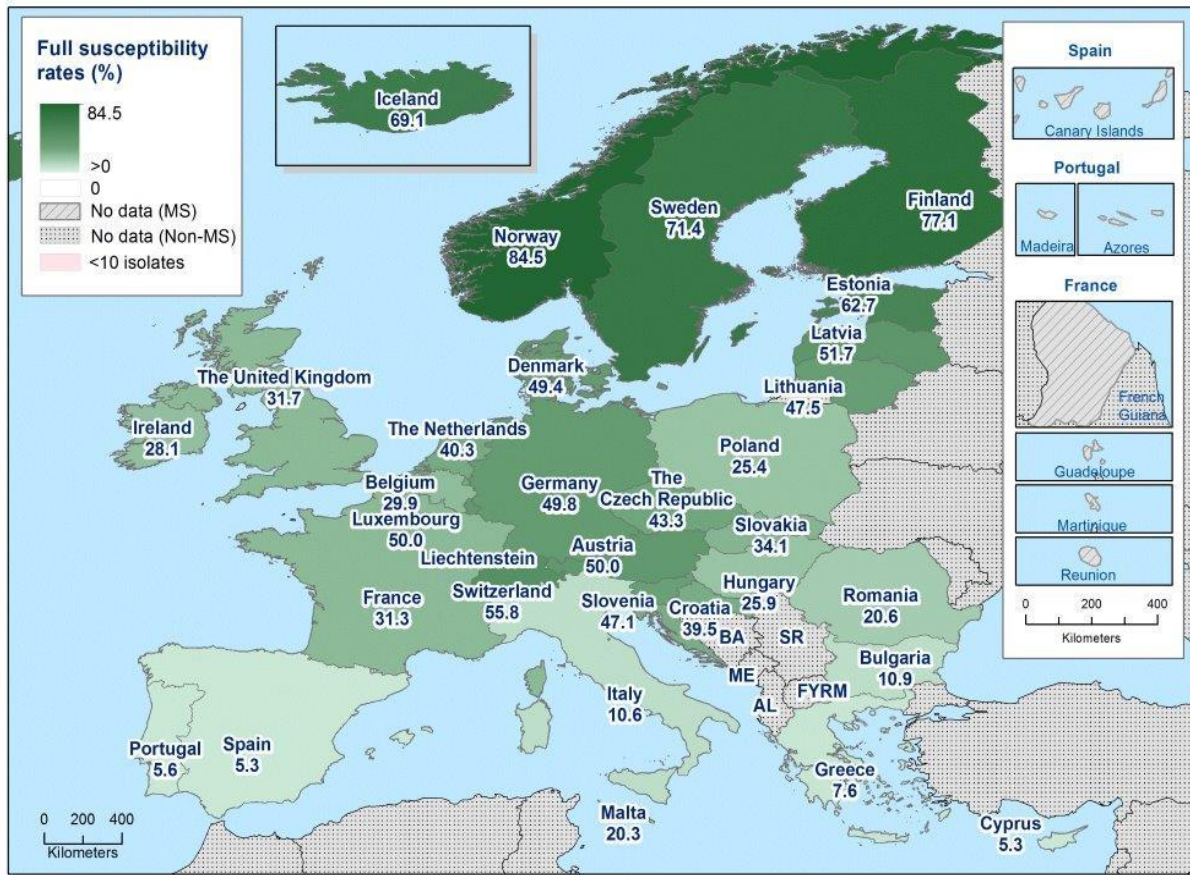 Full susceptibility
rates (%)
84.5
>0
0
No data (MS)
No data (Non-MS)
<10 isolates
Iceland
69.1
Norway
84.5
Sweden
71.4
Finland
77.1
Estonia
62.7
Latvia
51.7
Lithuania
47.5
Denmark
49.4
The United Kingdom
31.7
Ireland
28.1
The Netherlands
40.3
Belgium
29.9
Luxembourg
50.0
Germany
49.8
Poland
25.4
The
Czech Republic
43.3
Slovakia
34.1
Liechtenstein
Austria
50.0
Switzerland
55.8
France
31.3
Slovenia
47.1
Croatia
39.5
Hungary
25.9
Romania
20.6
BA
SR
ME
AL
FYRM
Bulgaria
10.9
Italy
10.6
Portugal
5.6
Spain
5.3
Greece
7.6
Malta
20.3
Cyprus
5.3
0 200 400
Kilometers
Spain
Canary Islands
Portugal
Madeira
Azores
France
French
Guiana
Guadeloupe
Martinique
Reunion
0 200 400
Kilometers